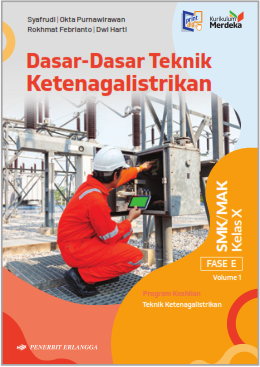 Syafrudi | Okta Purnawirawan
Rokhmat Febrianto | Dwi Harti
print
Kurikulum
Merdeka
Dasar-Dasar Teknik
Ketenagalistrikan
SMK/MAK
Kelas X
FASE E
Volume 1
Program Keahlian
Teknik Ketenagalistrikan
PENERBIT ERLANGGA